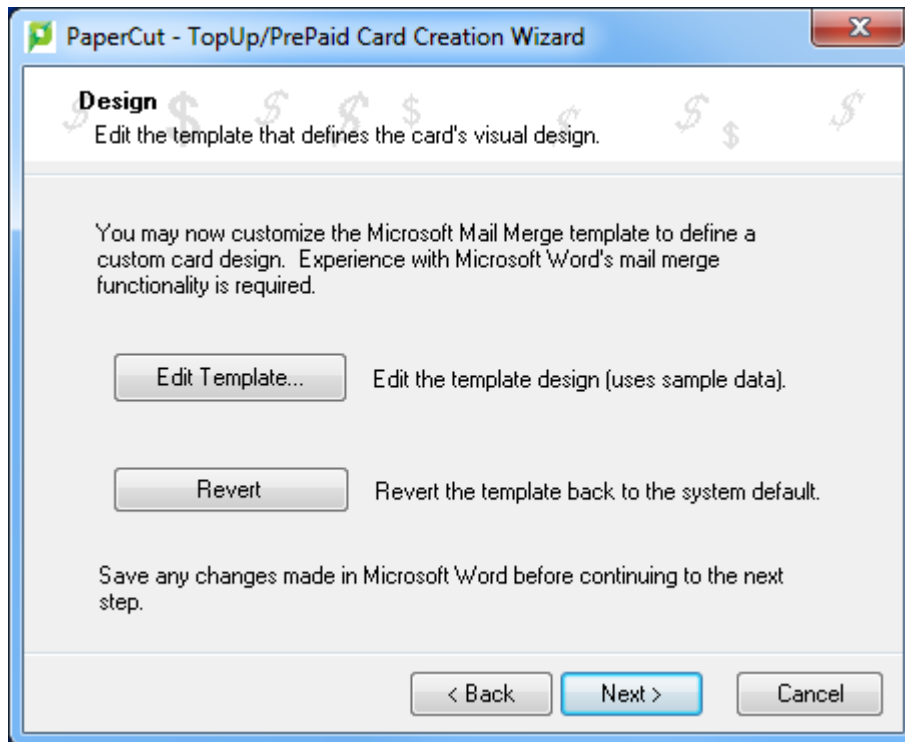 PaperCut - TopUp/PrePaid Card Creation Wizard
Design
Edit the template that defines the card's visual design.
You may now customize the Microsoft Mail Merge template to define a
custom card design.  Experience with Microsoft Word's mail merge
functionality is required.
Edit Template... Edit the template design (uses sample data).
Revert Revert the template back to the system default.
Save any changes made in Microsoft Word before continuing to the next
step.
< Back Next > Cancel